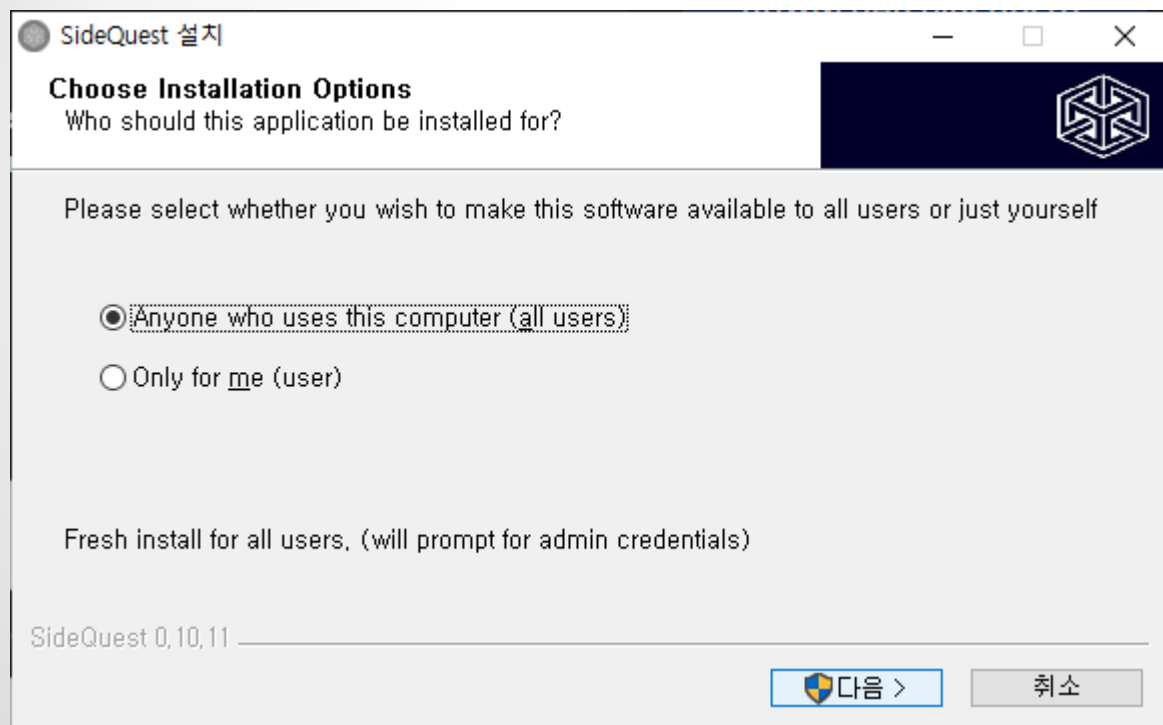 SideQuest 설치
Choose Installation Options
Who should this application be installed for?
Please select whether you wish to make this software available to all users or just yourself
Anyone who uses this computer (all users)
Only for me (user)
Fresh install for all users. (will prompt for admin credentials)
SideQuest 0.10.11
다음 >
취소